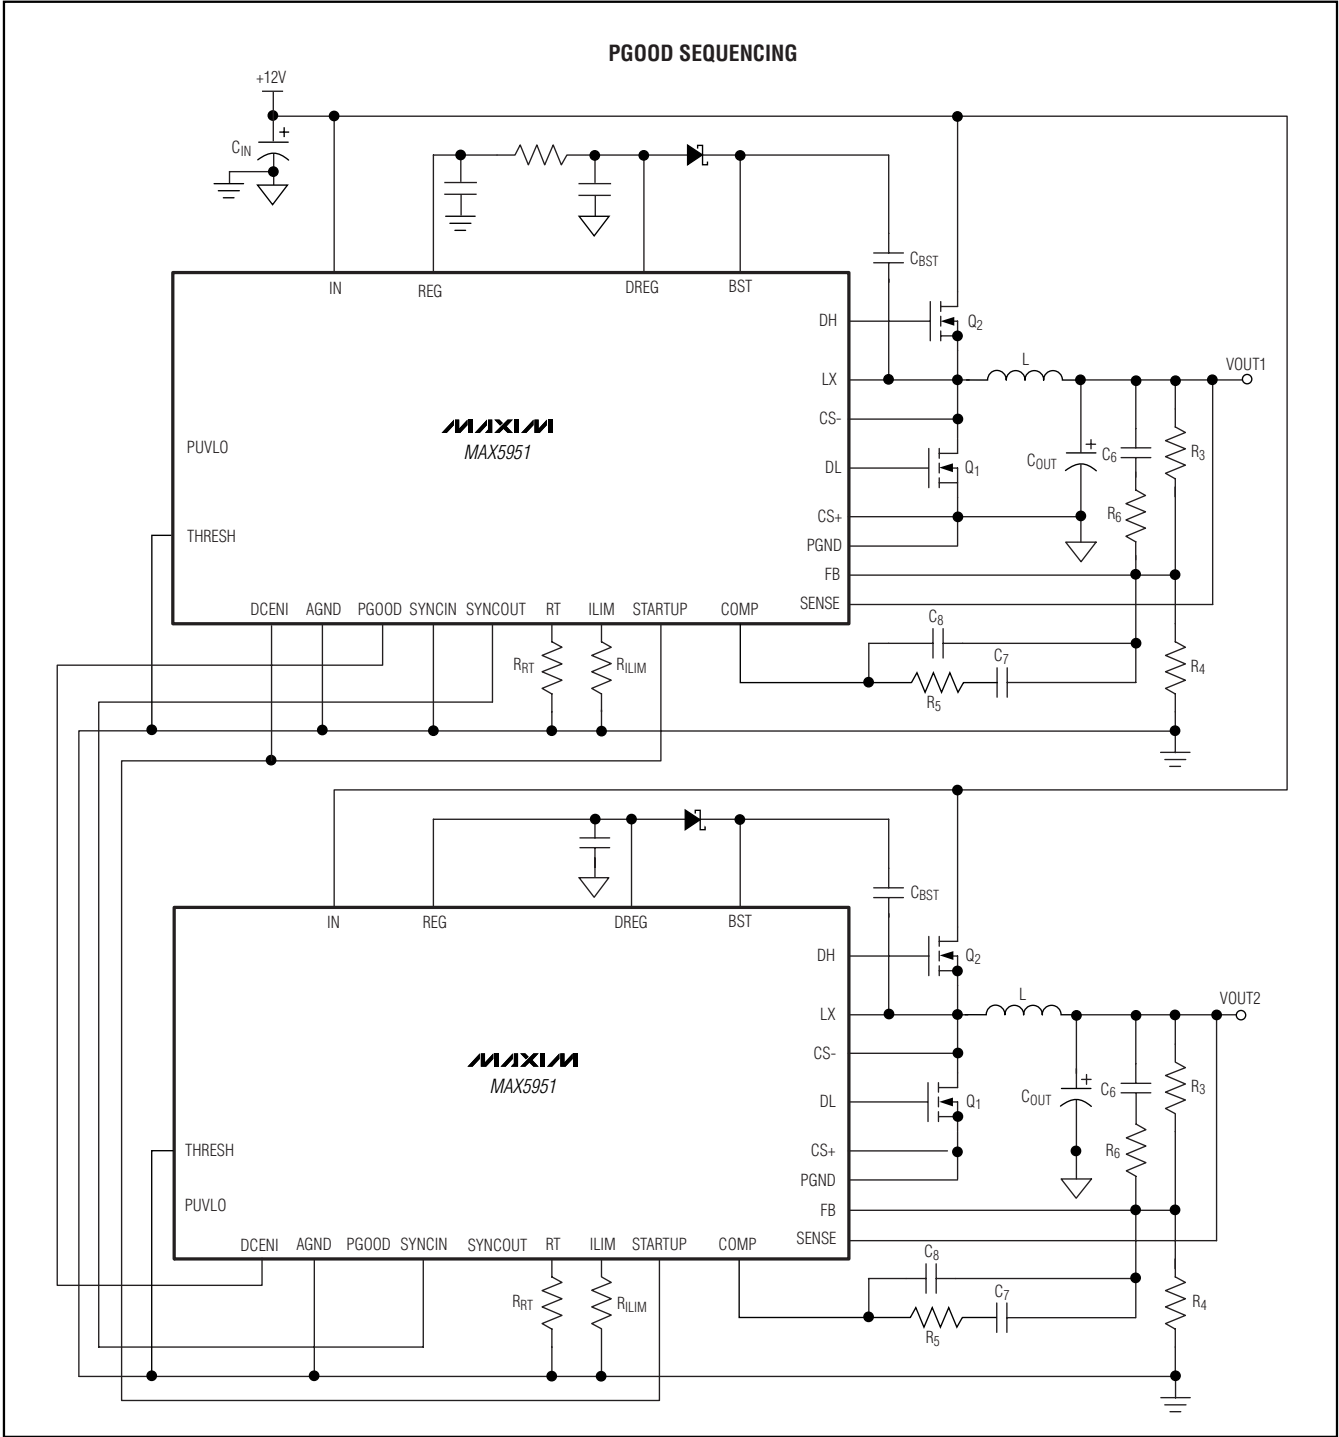 PGOOD SEQUENCING
+12V
+
CIN
IN
REG
DREG
BST
CBST
DH
Q2
LX
L
VOUT1
CS-
PUVLO
MAXIM
MAX5951
DL
Q1
COUT
+
C6
R3
CS+
R6
THRESH
PGND
FB
SENSE
DCENI
AGND
PGOOD
SYNCIN
SYNCOUT
RT
ILIM
STARTUP
COMP
C8
RRT
RILIM
C7
R4
R5
IN
REG
DREG
BST
CBST
DH
Q2
LX
L
VOUT2
CS-
MAXIM
MAX5951
DL
Q1
COUT
+
C6
R3
THRESH
CS+
R6
PGND
PUVLO
FB
SENSE
DCENI
AGND
PGOOD
SYNCIN
SYNCOUT
RT
ILIM
STARTUP
COMP
C8
RRT
RILIM
C7
R4
R5